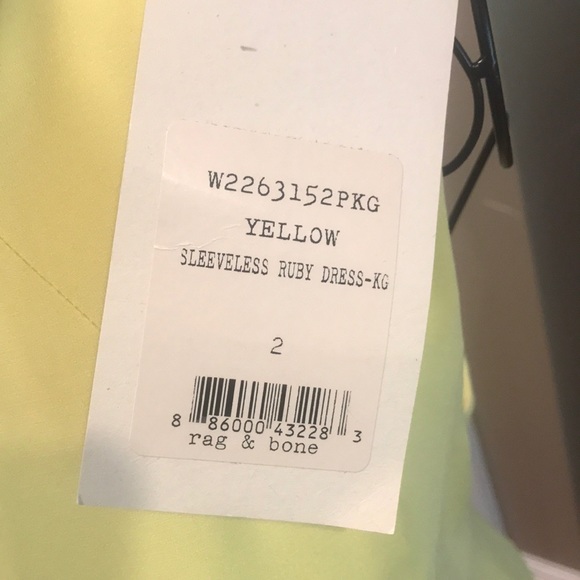 W2263152PKG
YELLOW
SLEEVELESS RUBY DRESS-KG
2
8 86000 43228 3
rag & bone